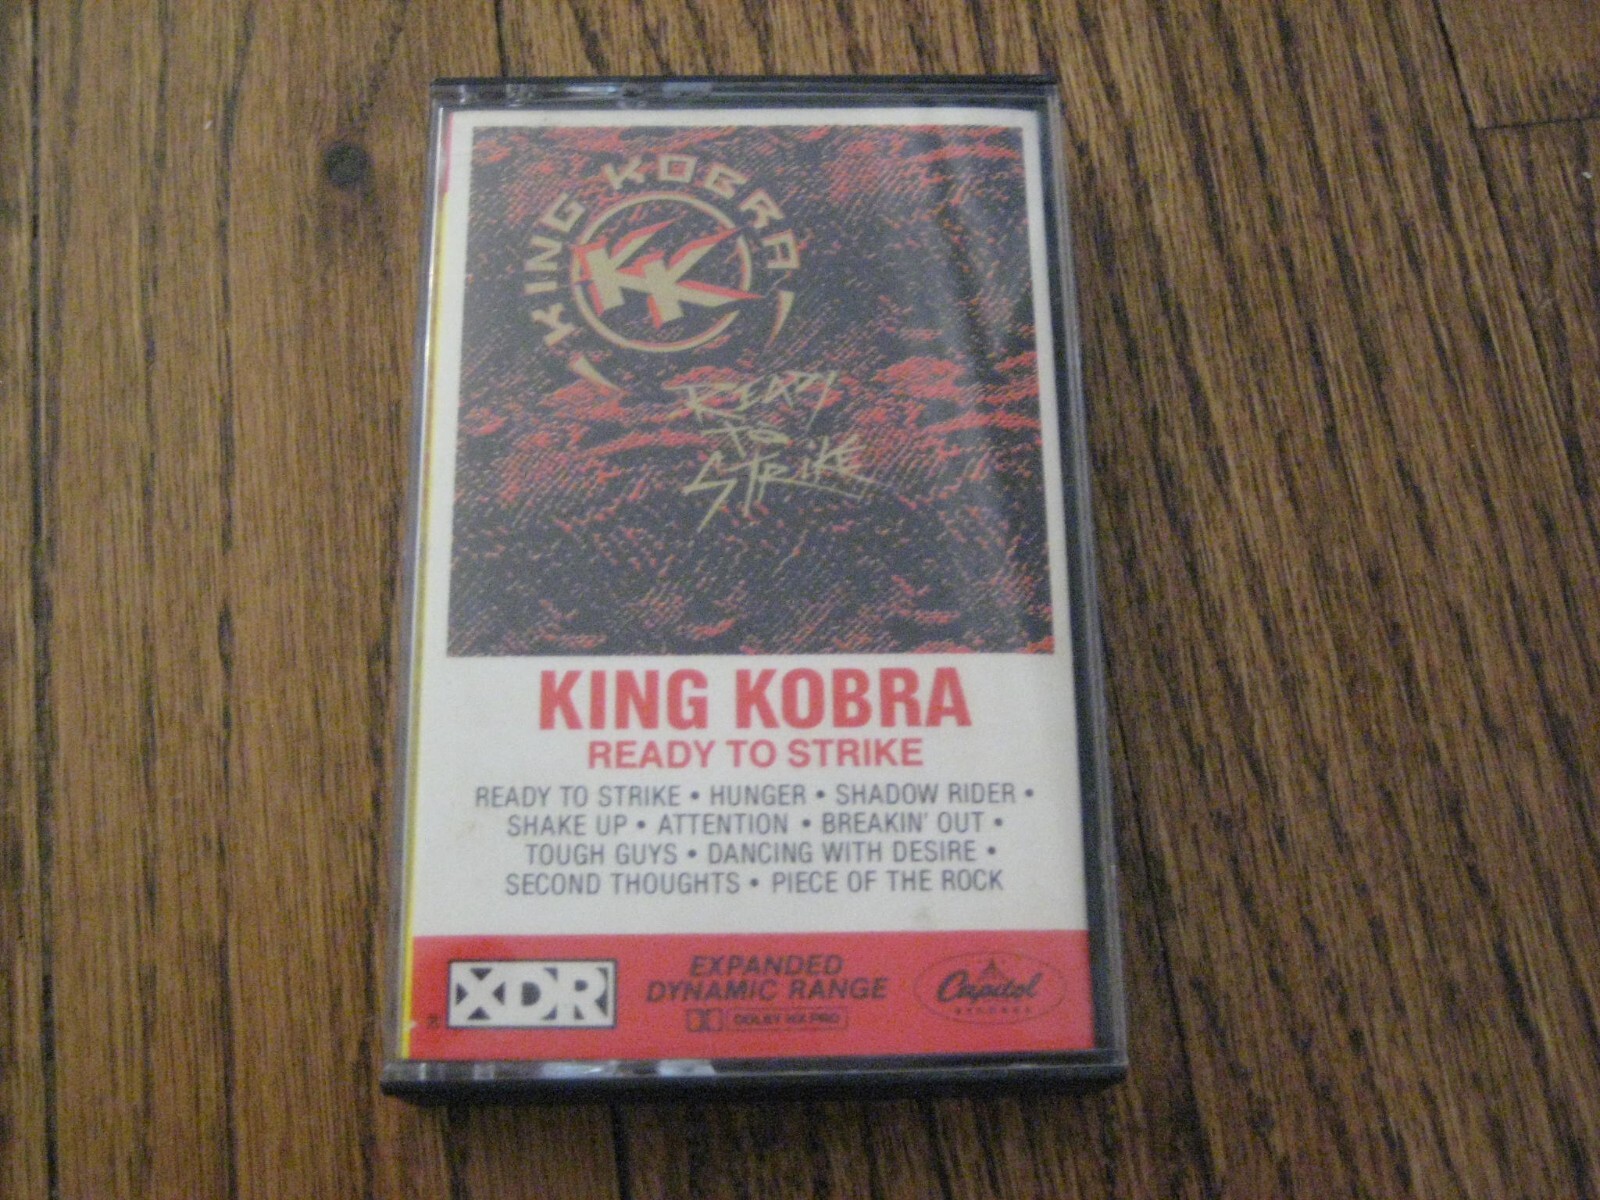 KING KOBRA
KK
READY
TO
STRIKE
KING KOBRA
READY TO STRIKE
READY TO STRIKE • HUNGER • SHADOW RIDER •
SHAKE UP • ATTENTION • BREAKIN' OUT •
TOUGH GUYS • DANCING WITH DESIRE •
SECOND THOUGHTS • PIECE OF THE ROCK
XDR
EXPANDED
DYNAMIC RANGE
DOLBY HX PRO
Capitol
RECORDS